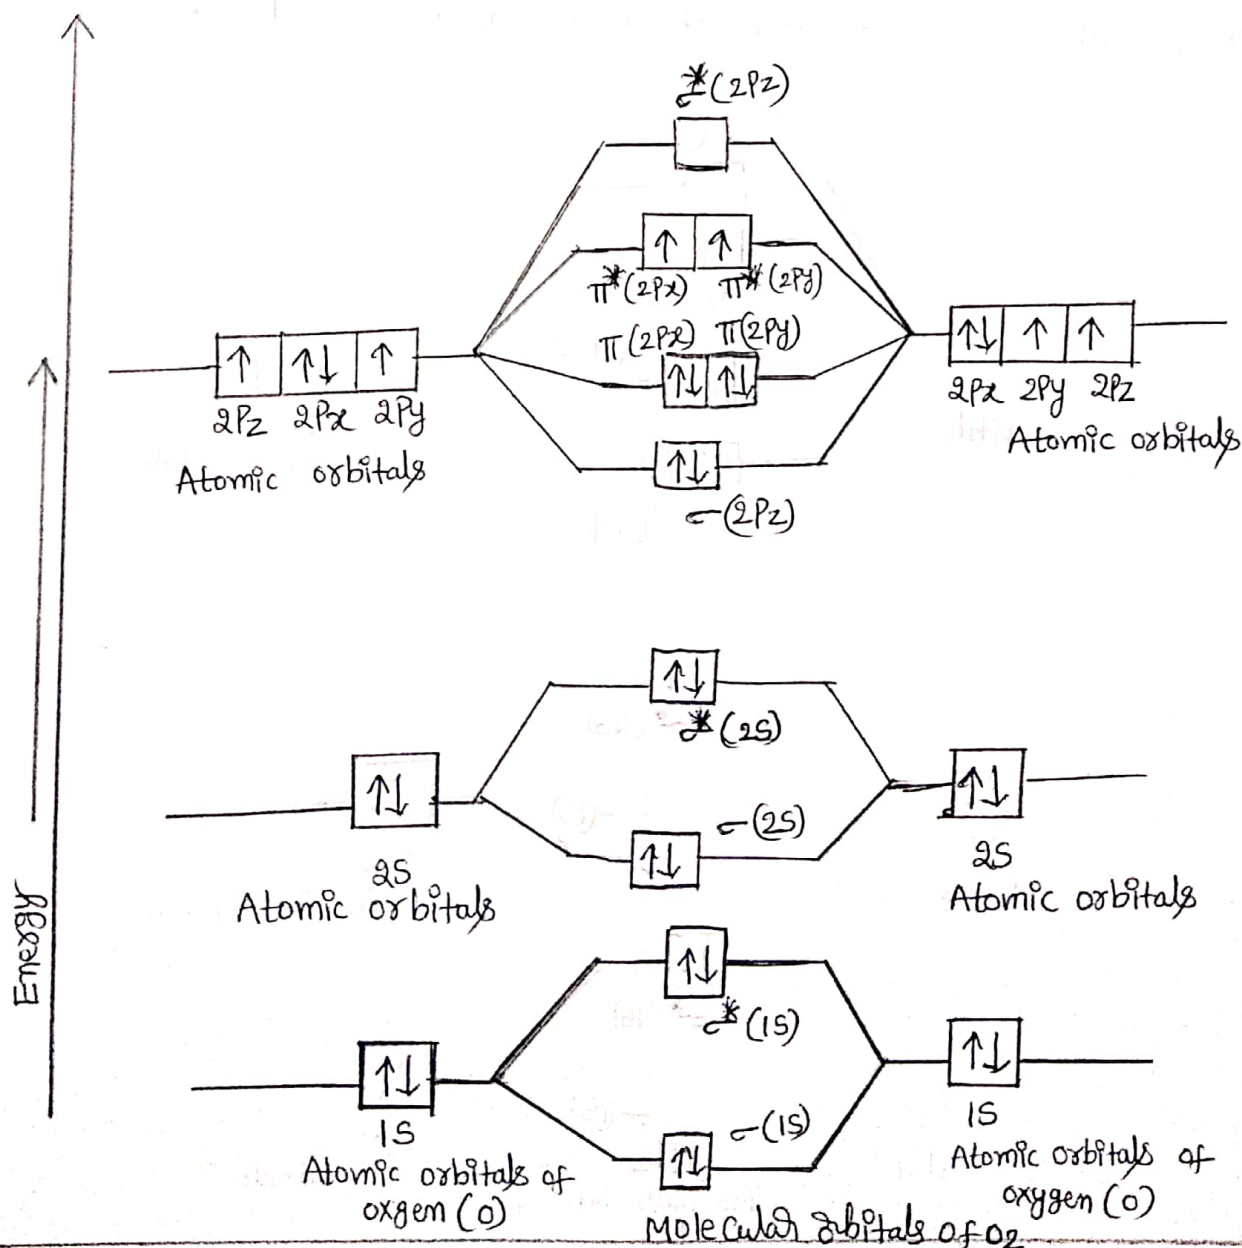 σ*(2Pz)
↑ ↑
π*(2Px) π*(2Py)
π(2Px) π(2Py)
↑ ↑↓ ↑
↑↓ ↑ ↑
↑↓ ↑↓
2Pz 2Px 2Py
2Px 2Py 2Pz
Atomic orbitals
Atomic orbitals
↑↓
σ(2Pz)
↑↓
σ*(2S)
↑↓
↑↓
σ(2S)
↑↓
2S
2S
Atomic orbitals
Atomic orbitals
Energy
↑↓
σ*(1S)
↑↓
↑↓
σ(1S)
↑↓
1S
1S
Atomic orbitals of
oxgen (O)
Atomic orbitals of
oxygen (O)
Molecular orbitals of O2